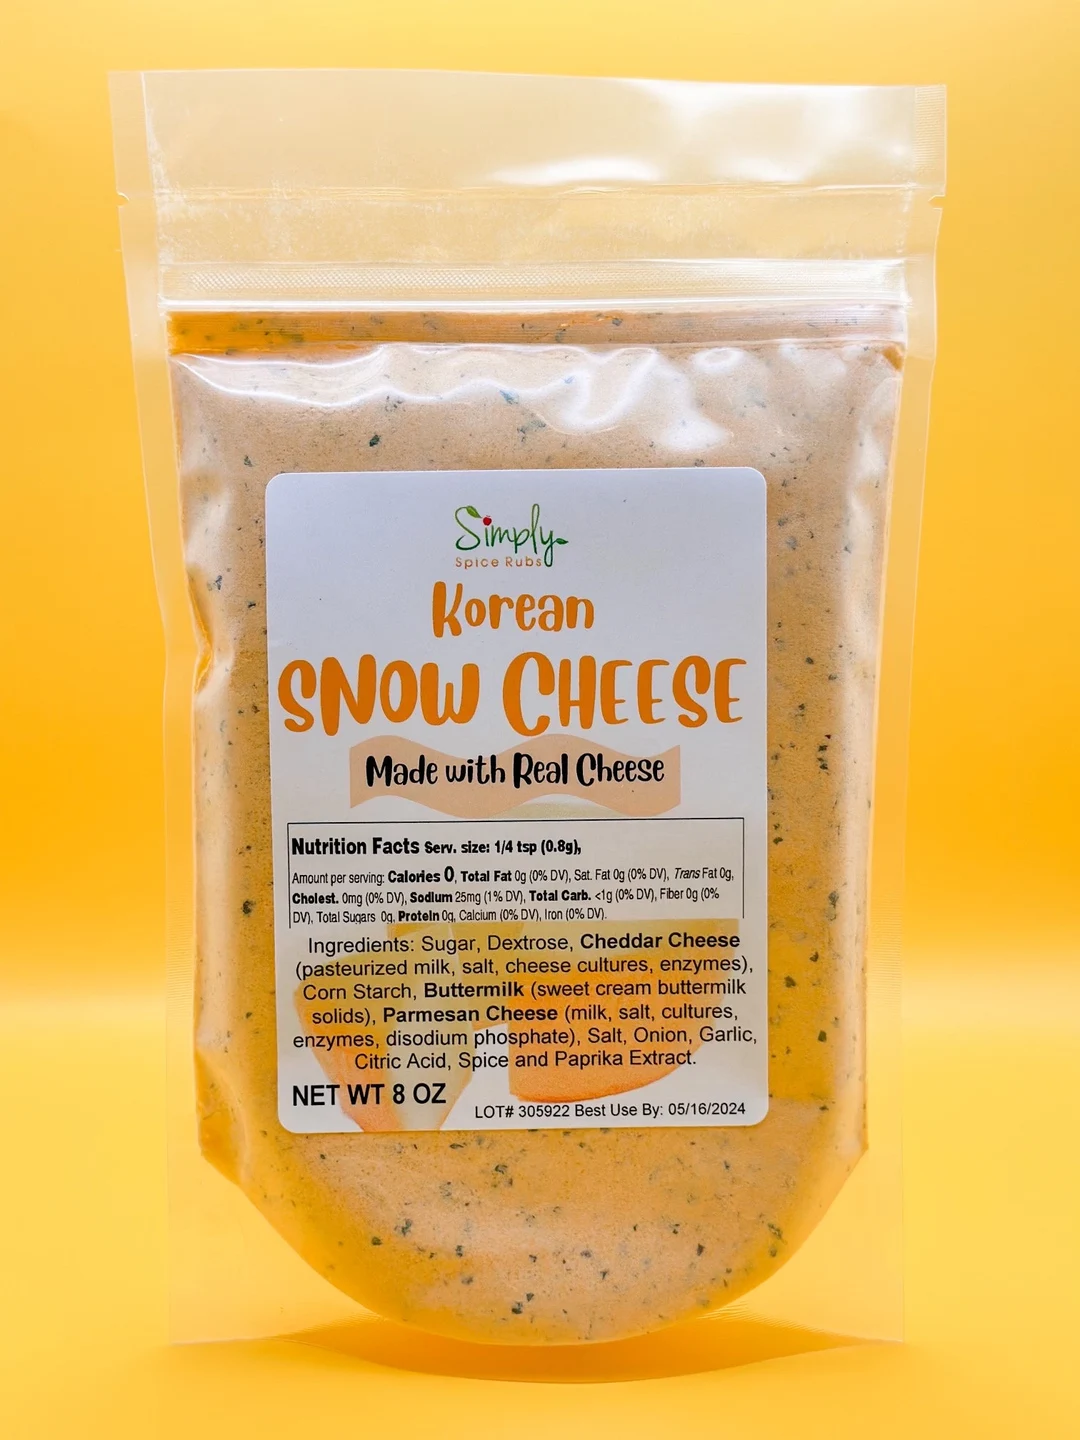 Simply
Spice Rubs
Korean
SNOW CHEESE
Made with Real Cheese
Nutrition Facts Serv. size: 1/4 tsp (0.8g),
Amount per serving: Calories 0, Total Fat 0g (0% DV), Sat. Fat 0g (0% DV), Trans Fat 0g,
Cholest. 0mg (0% DV), Sodium 25mg (1% DV), Total Carb. <1g (0% DV), Fiber 0g (0%
DV), Total Sugars 0g, Protein 0g, Calcium (0% DV), Iron (0% DV).
Ingredients: Sugar, Dextrose, Cheddar Cheese
(pasteurized milk, salt, cheese cultures, enzymes),
Corn Starch, Buttermilk (sweet cream buttermilk
solids), Parmesan Cheese (milk, salt, cultures,
enzymes, disodium phosphate), Salt, Onion, Garlic,
Citric Acid, Spice and Paprika Extract.
NET WT 8 OZ
LOT# 305922 Best Use By: 05/16/2024